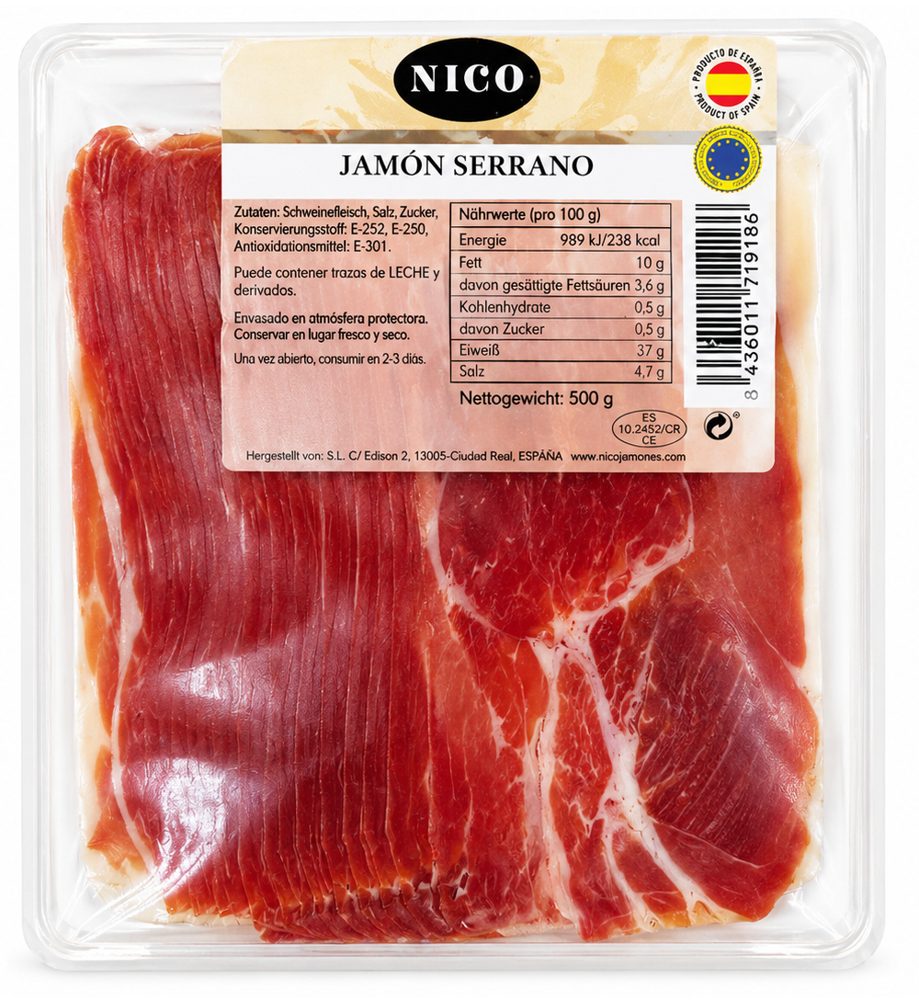 NICO
PRODUCTO DE ESPAÑA
PRODUCT OF SPAIN
JAMÓN SERRANO
Zutaten: Schweinefleisch, Salz, Zucker,
Konservierungsstoff: E-252, E-250,
Antioxidationsmittel: E-301.
Puede contener trazas de LECHE y
derivados.
Envasado en atmósfera protectora.
Conservar en lugar fresco y seco.
Una vez abierto, consumir en 2-3 diás.
Nährwerte (pro 100 g)
Energie 989 kJ/238 kcal
Fett 10 g
davon gesättigte Fettsäuren 3,6 g
Kohlenhydrate 0,5 g
davon Zucker 0,5 g
Eiweiß 37 g
Salz 4,7 g
Nettogewicht: 500 g
8 436011 719186
ES
10.2452/CR
CE
Hergestellt von: S.L. C/ Edison 2, 13005-Ciudad Real, ESPÁÑA www.nicojamones.com